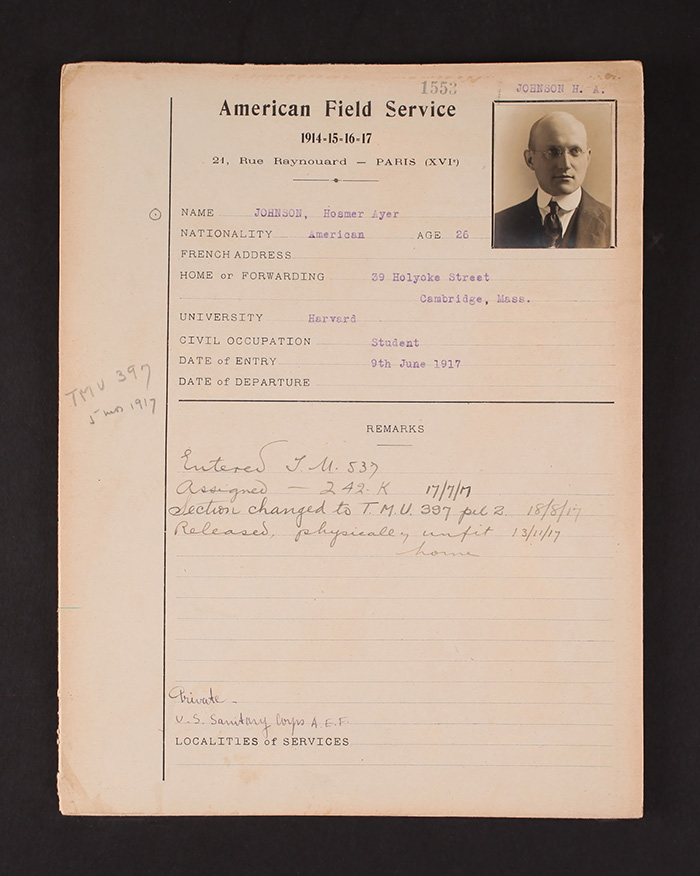 1553
JOHNSON H. A.
American Field Service
1914-15-16-17
21, Rue Raynouard — PARIS (XVIe)
NAME JOHNSON, Hosmer Ayer
NATIONALITY American AGE 26
FRENCH ADDRESS
HOME or FORWARDING 39 Holyoke Street
Cambridge, Mass.
UNIVERSITY Harvard
CIVIL OCCUPATION Student
DATE of ENTRY 9th June 1917
DATE of DEPARTURE
TMU 397
5 mos 1917
REMARKS
Entered T.M. 537
Assigned — 242-K 17/7/17
Section changed to T.M.U. 397 pel 2. 18/8/17
Released, physically unfit 13/11/17
home
Private -
U.S. Sanitary Corps A.E.F.
LOCALITIES of SERVICES